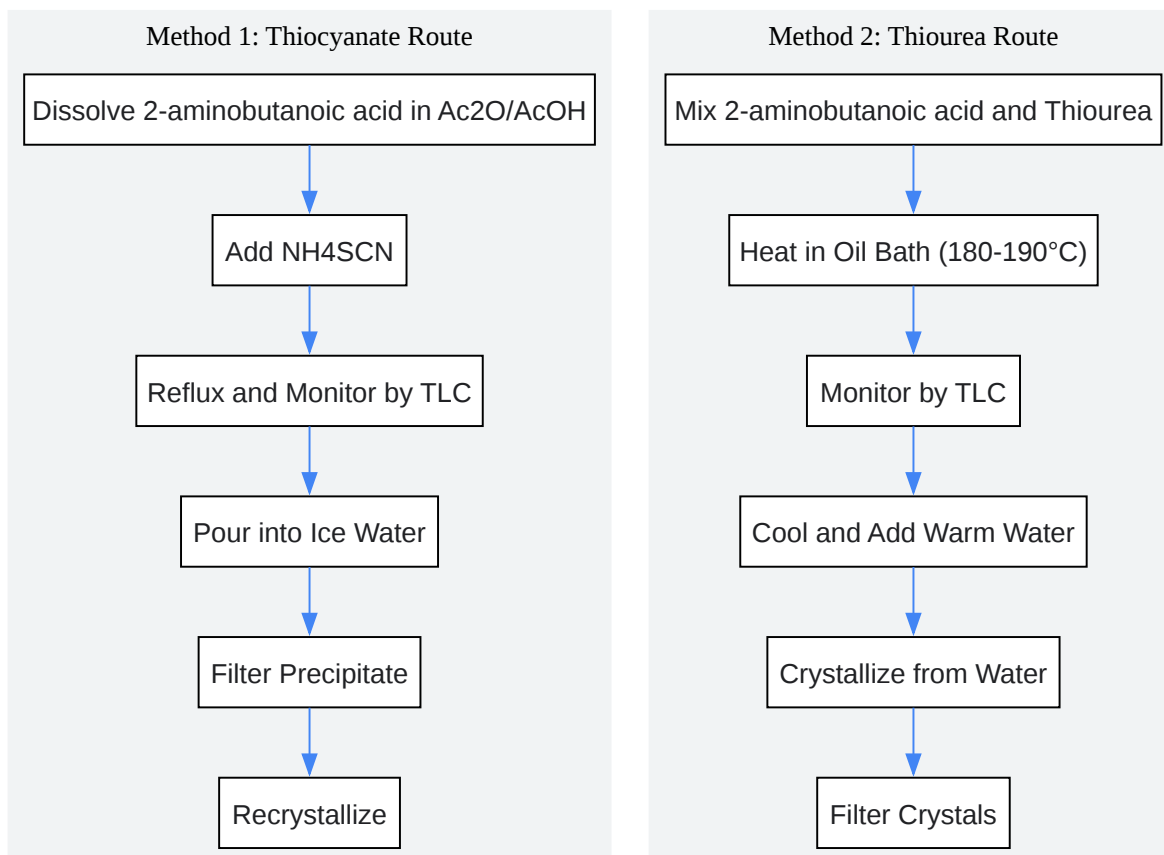 Method 1: Thiocyanate Route
Dissolve 2-aminobutanoic acid in Ac2O/AcOH
Add NH4SCN
Reflux and Monitor by TLC
Pour into Ice Water
Filter Precipitate
Recrystallize
Method 2: Thiourea Route
Mix 2-aminobutanoic acid and Thiourea
Heat in Oil Bath (180-190°C)
Monitor by TLC
Cool and Add Warm Water
Crystallize from Water
Filter Crystals